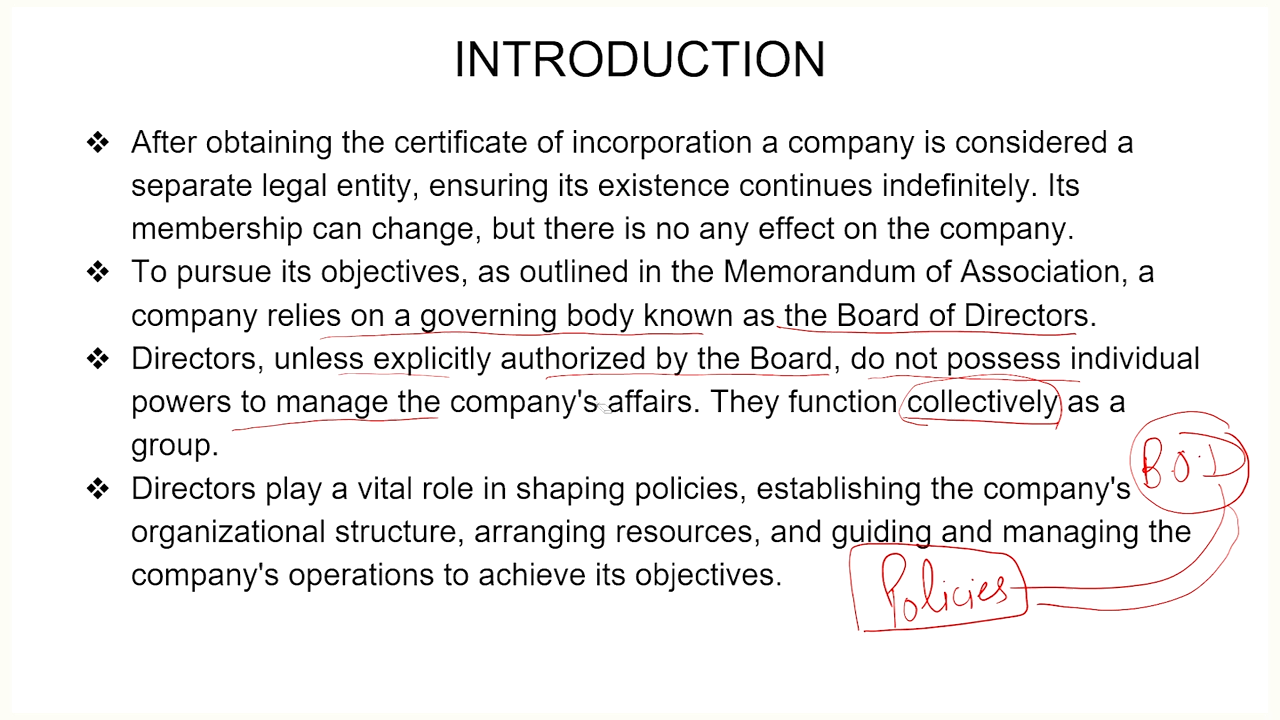 INTRODUCTION
❖ After obtaining the certificate of incorporation a company is considered a
separate legal entity, ensuring its existence continues indefinitely. Its
membership can change, but there is no any effect on the company.
❖ To pursue its objectives, as outlined in the Memorandum of Association, a
company relies on a governing body known as the Board of Directors.
❖ Directors, unless explicitly authorized by the Board, do not possess individual
powers to manage the company's affairs. They function collectively as a
group.
B.O.D
❖ Directors play a vital role in shaping policies, establishing the company's
organizational structure, arranging resources, and guiding and managing the
company's operations to achieve its objectives.
Policies